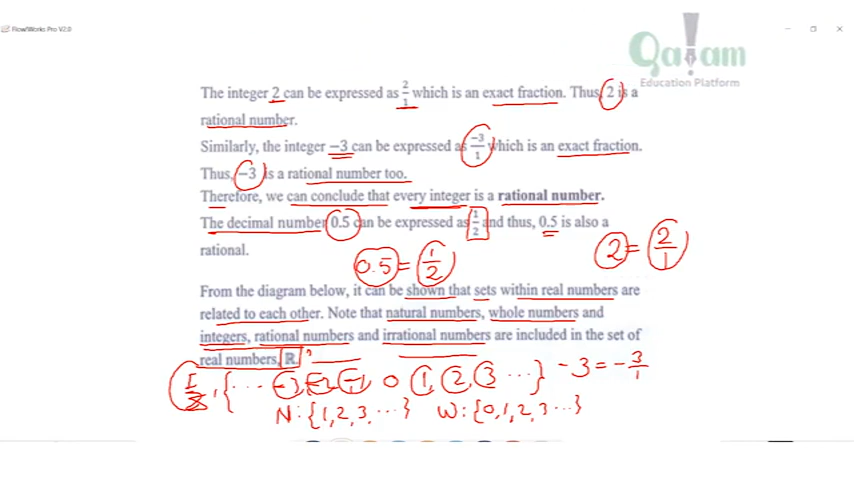 FlowWorks Pro V2.0
Qalam
Education Platform
The integer 2 can be expressed as 2/1 which is an exact fraction. Thus, 2 is a
rational number.
Similarly, the integer −3 can be expressed as −3/1 which is an exact fraction.
Thus, −3 is a rational number too.
Therefore, we can conclude that every integer is a rational number.
The decimal number 0.5 can be expressed as 1/2 and thus, 0.5 is also a
rational.
0.5 = 1/2
2 = 2/1
From the diagram below, it can be shown that sets within real numbers are
related to each other. Note that natural numbers, whole numbers and
integers, rational numbers and irrational numbers are included in the set of
real numbers, ℝ.
{ ... -3, -2, -1, 0 1, 2, 3 ... }
-3 = -3/1
N: {1, 2, 3, ... } W: {0, 1, 2, 3 ... }